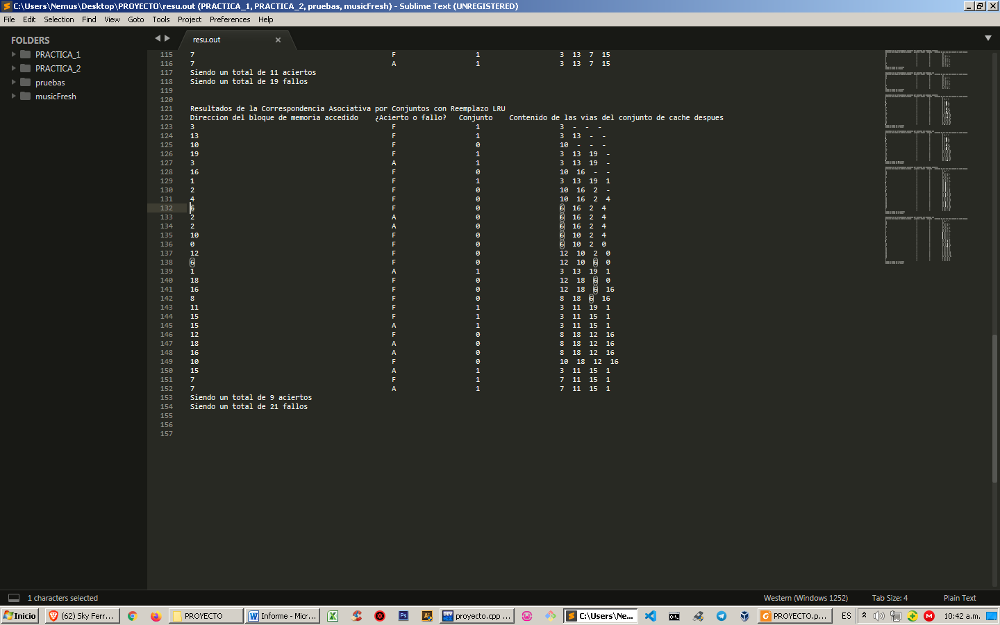 C:\Users\Nemus\Desktop\PROYECTO\resu.out (PRACTICA_1, PRACTICA_2, pruebas, musicFresh) - Sublime Text (UNREGISTERED)
File Edit Selection Find View Goto Tools Project Preferences Help
FOLDERS
PRACTICA_1
PRACTICA_2
pruebas
musicFresh
resu.out
115 7 F 1 3 13 7 15
116 7 A 1 3 13 7 15
117 Siendo un total de 11 aciertos
118 Siendo un total de 19 fallos
119
120
121 Resultados de la Correspondencia Asociativa por Conjuntos con Reemplazo LRU
122 Direccion del bloque de memoria accedido ¿Acierto o fallo? Conjunto Contenido de las vias del conjunto de cache despues
123 3 F 1 3 - - -
124 13 F 1 3 13 - -
125 10 F 0 10 - - -
126 19 F 1 3 13 19 -
127 3 A 1 3 13 19 -
128 16 F 0 10 16 - -
129 1 F 1 3 13 19 1
130 2 F 0 10 16 2 -
131 4 F 0 10 16 2 4
132 6 F 0 6 16 2 4
133 2 A 0 6 16 2 4
134 2 A 0 6 16 2 4
135 10 F 0 6 10 2 4
136 0 F 0 6 10 2 0
137 12 F 0 12 10 2 0
138 6 F 0 12 10 6 0
139 1 A 1 3 13 19 1
140 18 F 0 12 18 6 0
141 16 F 0 12 18 6 16
142 8 F 0 8 18 6 16
143 11 F 1 3 11 19 1
144 15 F 1 3 11 15 1
145 15 A 1 3 11 15 1
146 12 F 0 8 18 12 16
147 18 A 0 8 18 12 16
148 16 A 0 8 18 12 16
149 10 F 0 10 18 12 16
150 15 A 1 3 11 15 1
151 7 F 1 7 11 15 1
152 7 A 1 7 11 15 1
153 Siendo un total de 9 aciertos
154 Siendo un total de 21 fallos
155
156
157
1 characters selected Western (Windows 1252) Tab Size: 4 Plain Text
Inicio (62) Sky Ferr... PROYECTO Informe - Micr... proyecto.cpp ... C:\Users\Ne... PROYECTO.p... ES 10:42 a.m.